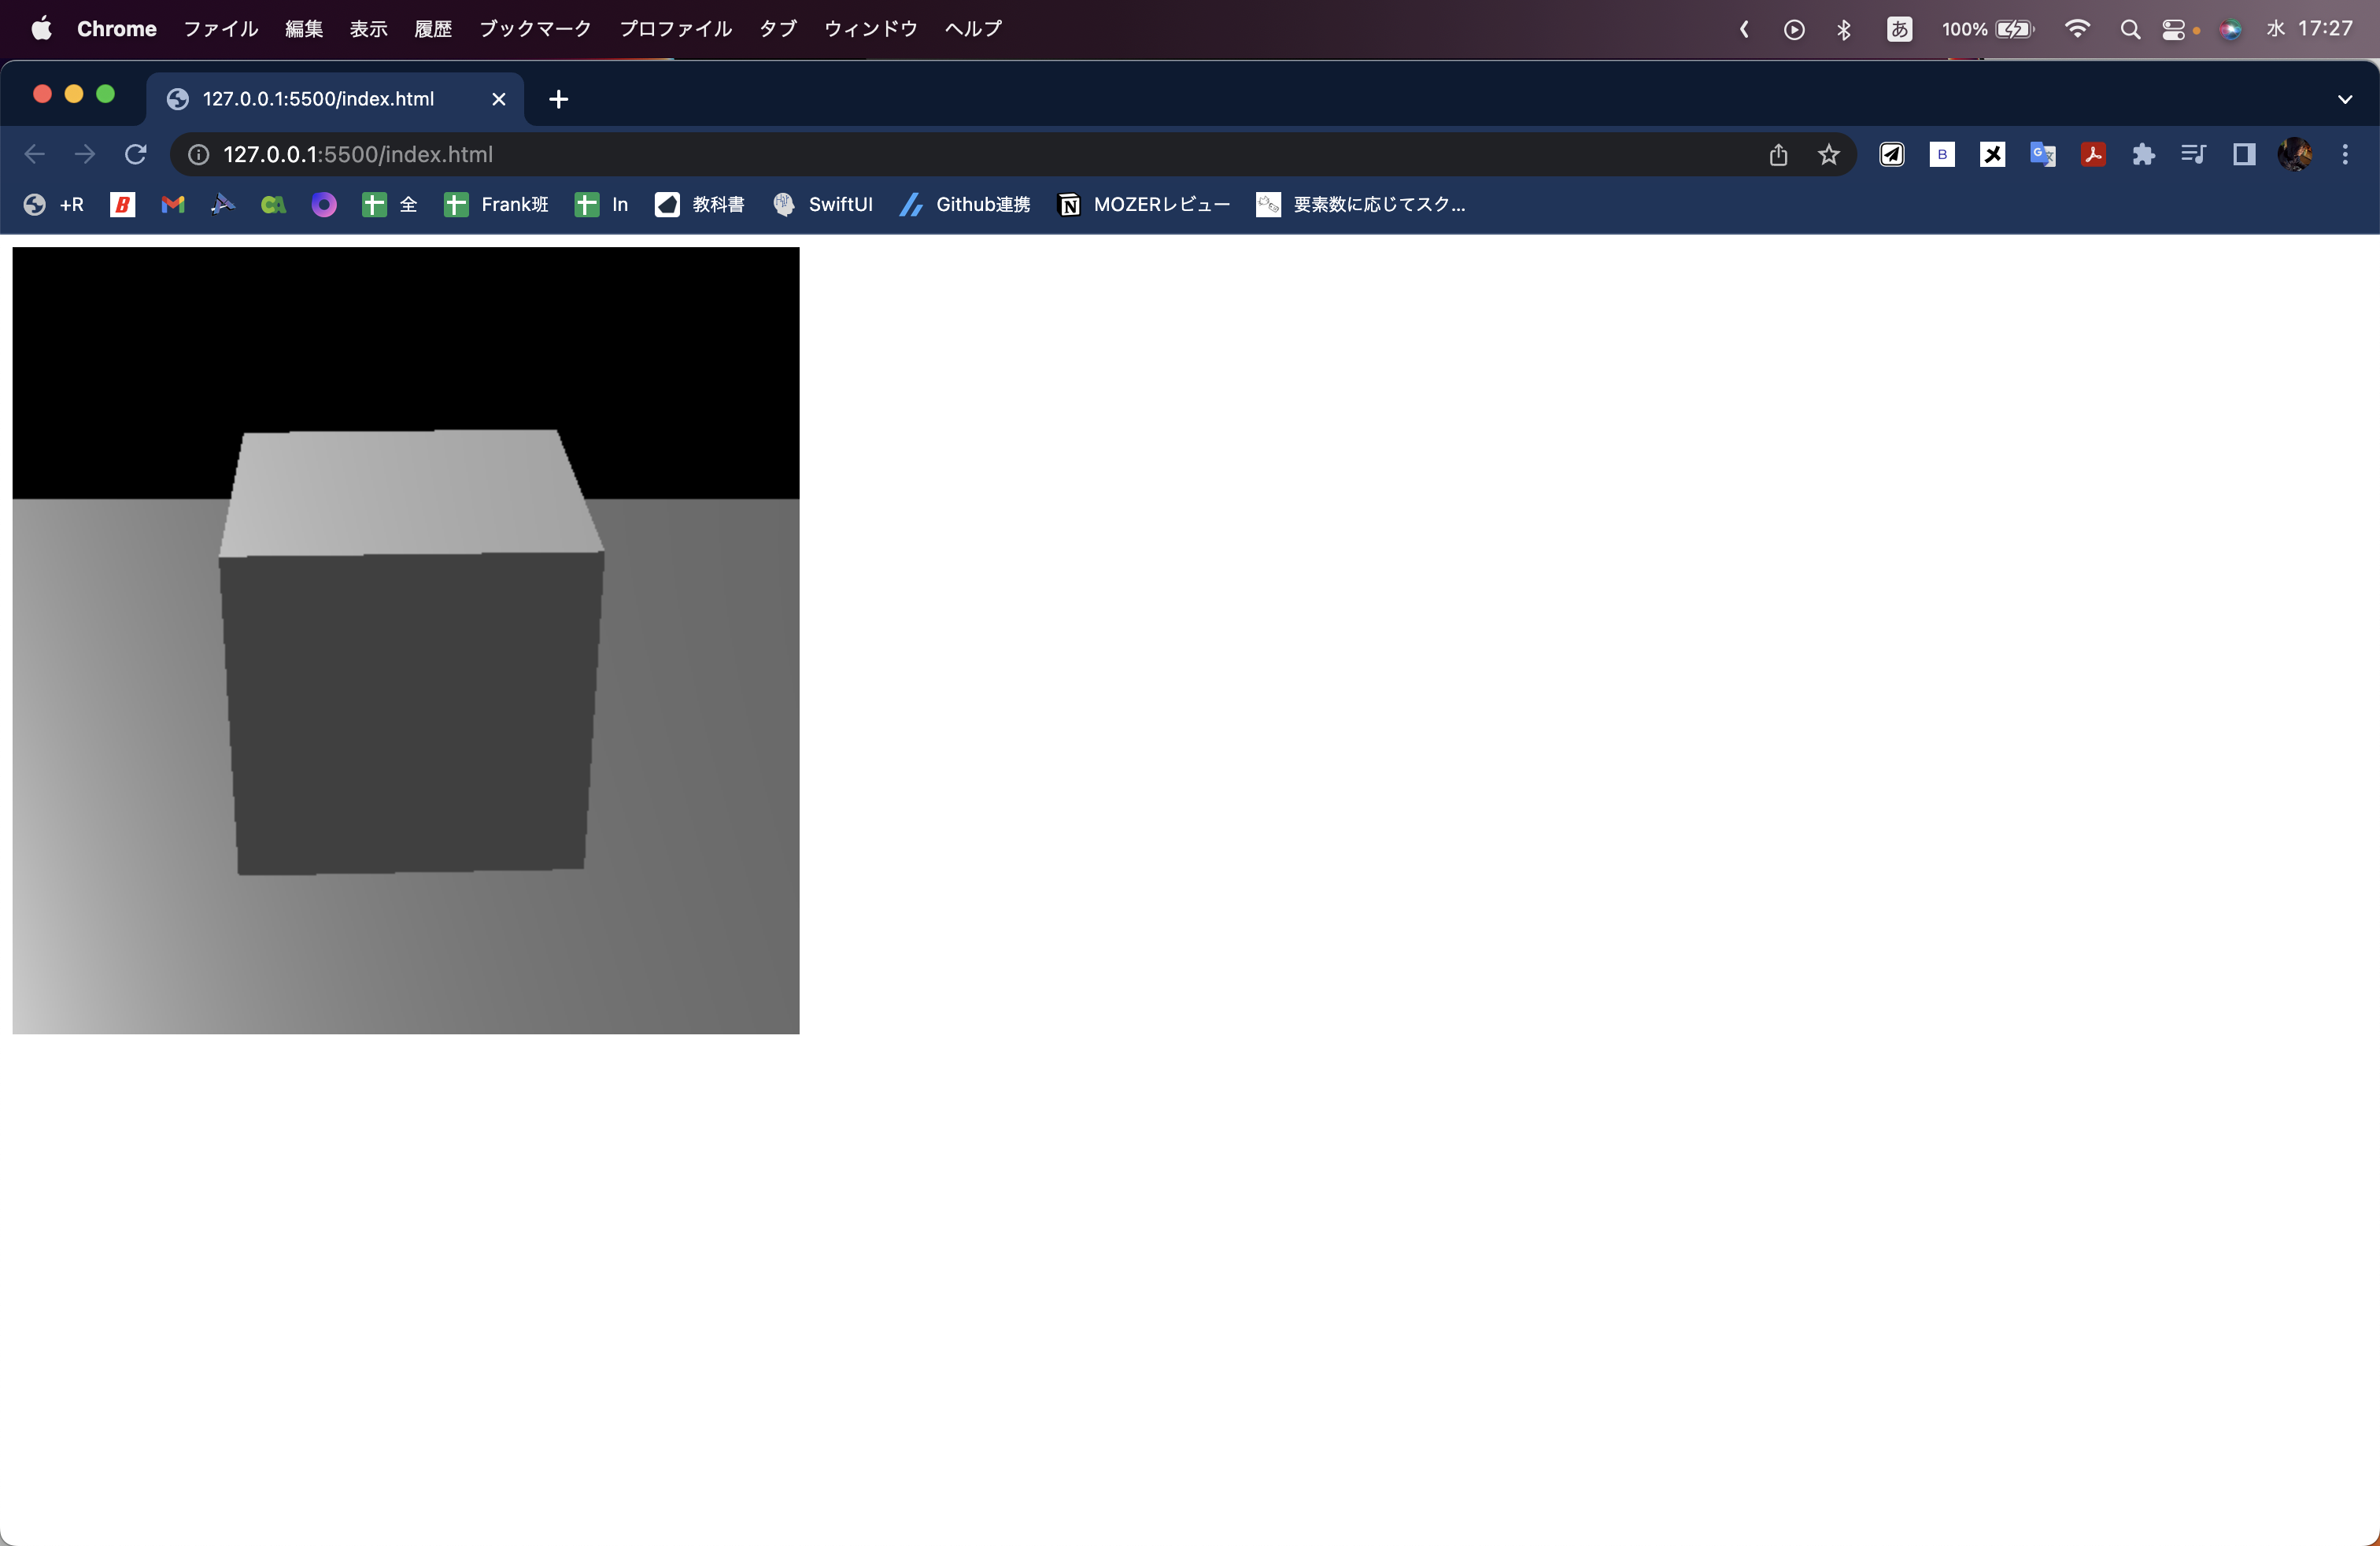 Chrome ファイル 編集 表示 履歴 ブックマーク プロファイル タブ ウィンドウ ヘルプ あ 100% 水 17:27
127.0.0.1:5500/index.html
127.0.0.1:5500/index.html B
+R B CA 全 Frank班 In 教科書 SwiftUI Github連携 N MOZERレビュー 要素数に応じてスク...